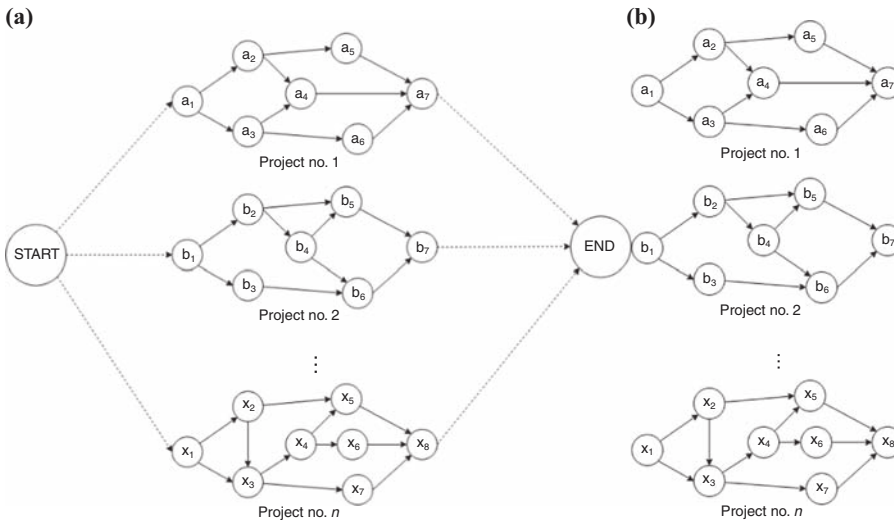 (a)
a₂
a₅
a₁
a₄
a₇
a₃
a₆
Project no. 1
START
b₂
b₅
b₁
b₄
b₇
END
b₃
b₆
Project no. 2
⋮
x₂
x₅
x₁
x₄
x₆
x₈
x₃
x₇
Project no. n
(b)
a₂
a₅
a₁
a₄
a₇
a₃
a₆
Project no. 1
b₂
b₅
b₁
b₄
b₇
b₃
b₆
Project no. 2
⋮
x₂
x₅
x₁
x₄
x₆
x₈
x₃
x₇
Project no. n